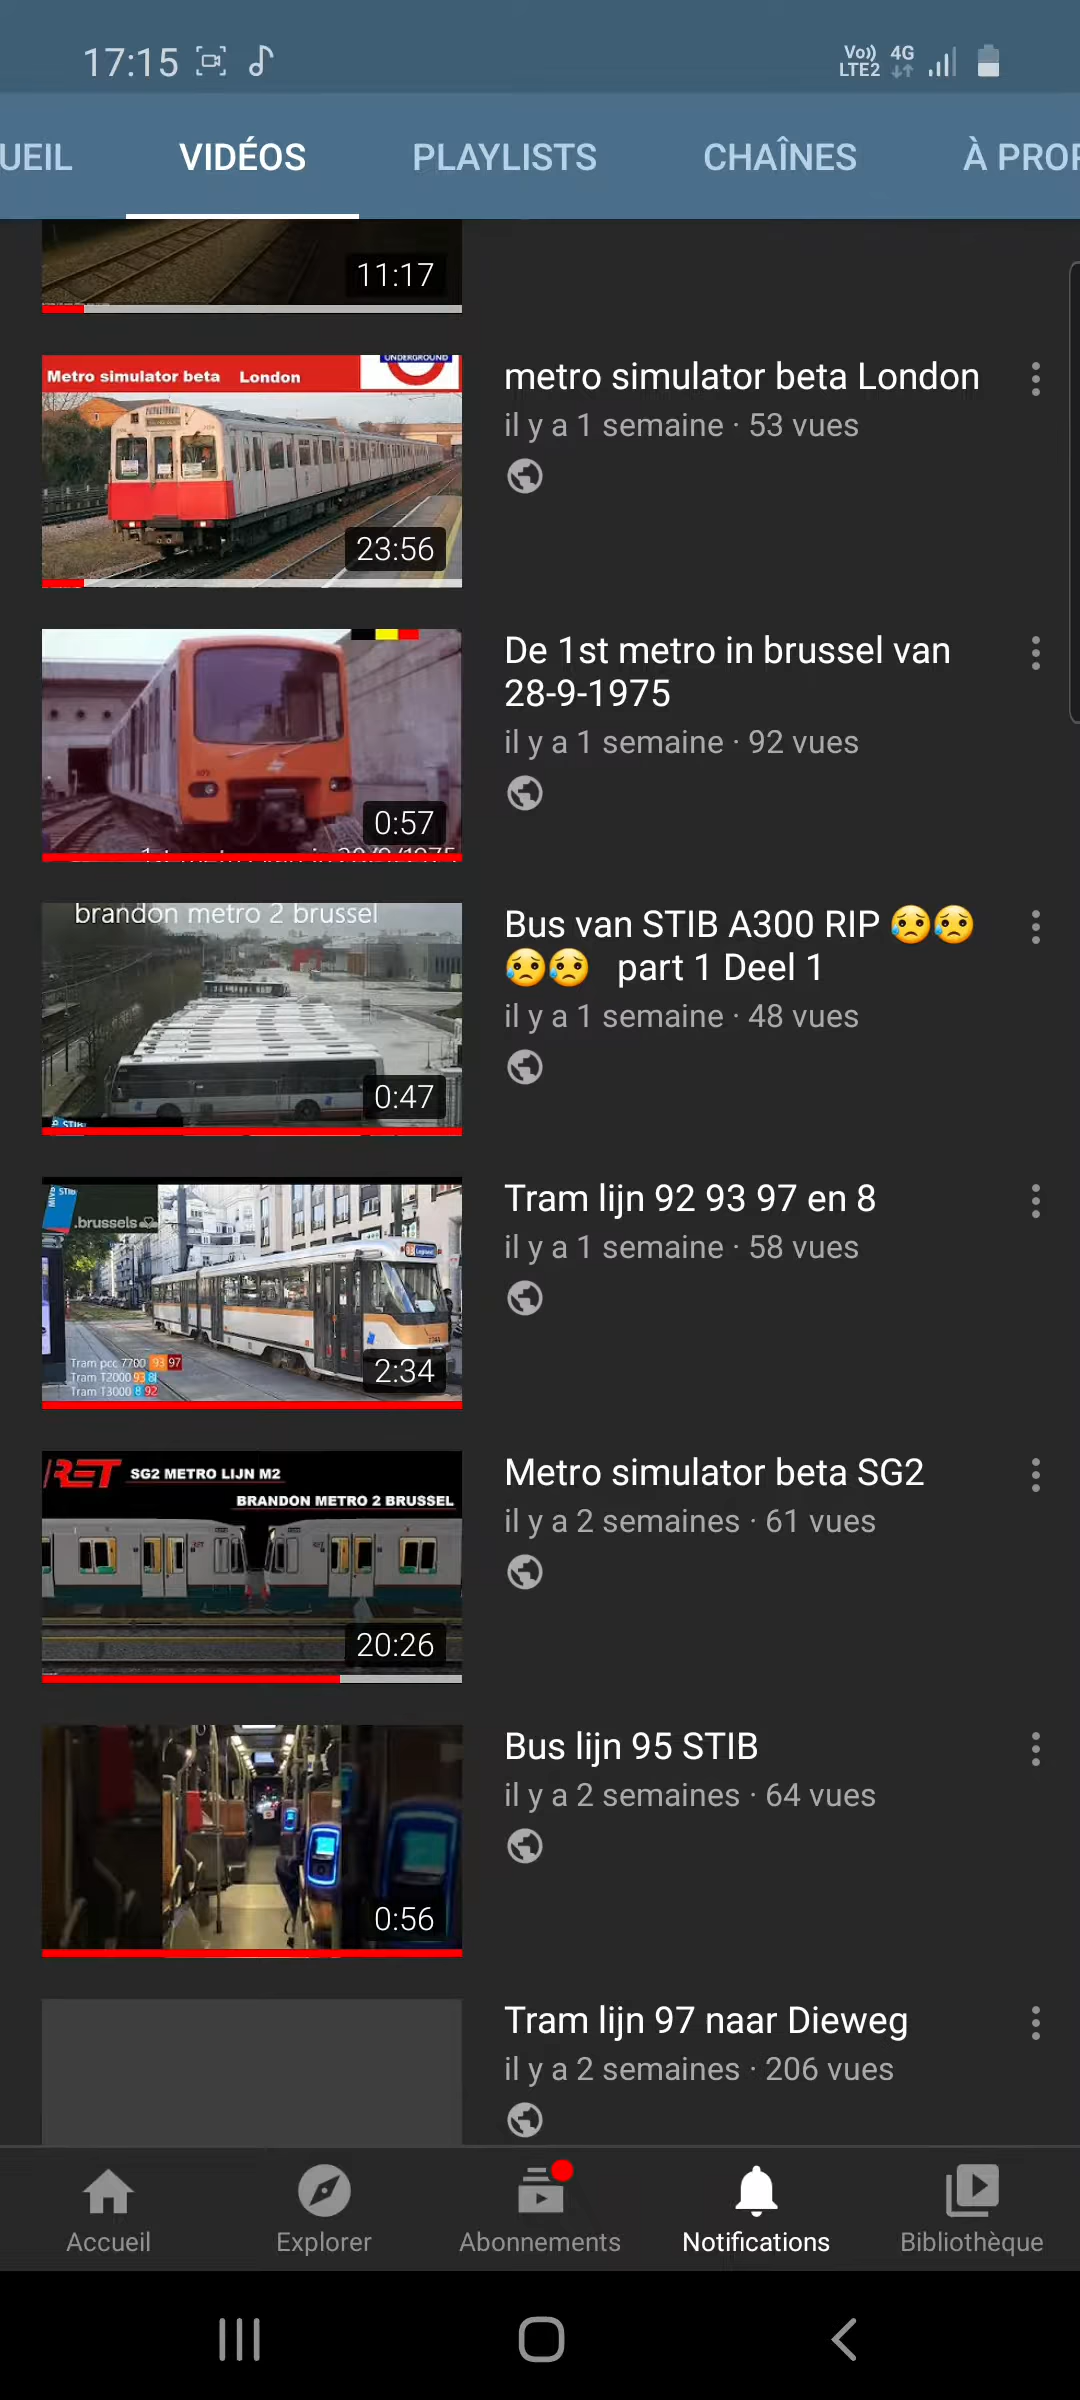 17:15 Vo)) LTE2 4G
UEIL VIDÉOS PLAYLISTS CHAÎNES À PROP
11:17
Metro simulator beta London
UNDERGROUND
23:56
metro simulator beta London
il y a 1 semaine · 53 vues
0:57
De 1st metro in brussel van
28-9-1975
il y a 1 semaine · 92 vues
brandon metro 2 brussel
STIB
0:47
Bus van STIB A300 RIP 😥😥
😥😥 part 1 Deel 1
il y a 1 semaine · 48 vues
STIB
.brussels
Tram pcc 7700 93 97
Tram T2000 93 8
Tram T3000 8 92
2:34
Tram lijn 92 93 97 en 8
il y a 1 semaine · 58 vues
RET SG2 METRO LIJN M2
BRANDON METRO 2 BRUSSEL
20:26
Metro simulator beta SG2
il y a 2 semaines · 61 vues
0:56
Bus lijn 95 STIB
il y a 2 semaines · 64 vues
Tram lijn 97 naar Dieweg
il y a 2 semaines · 206 vues
Accueil Explorer Abonnements Notifications Bibliothèque